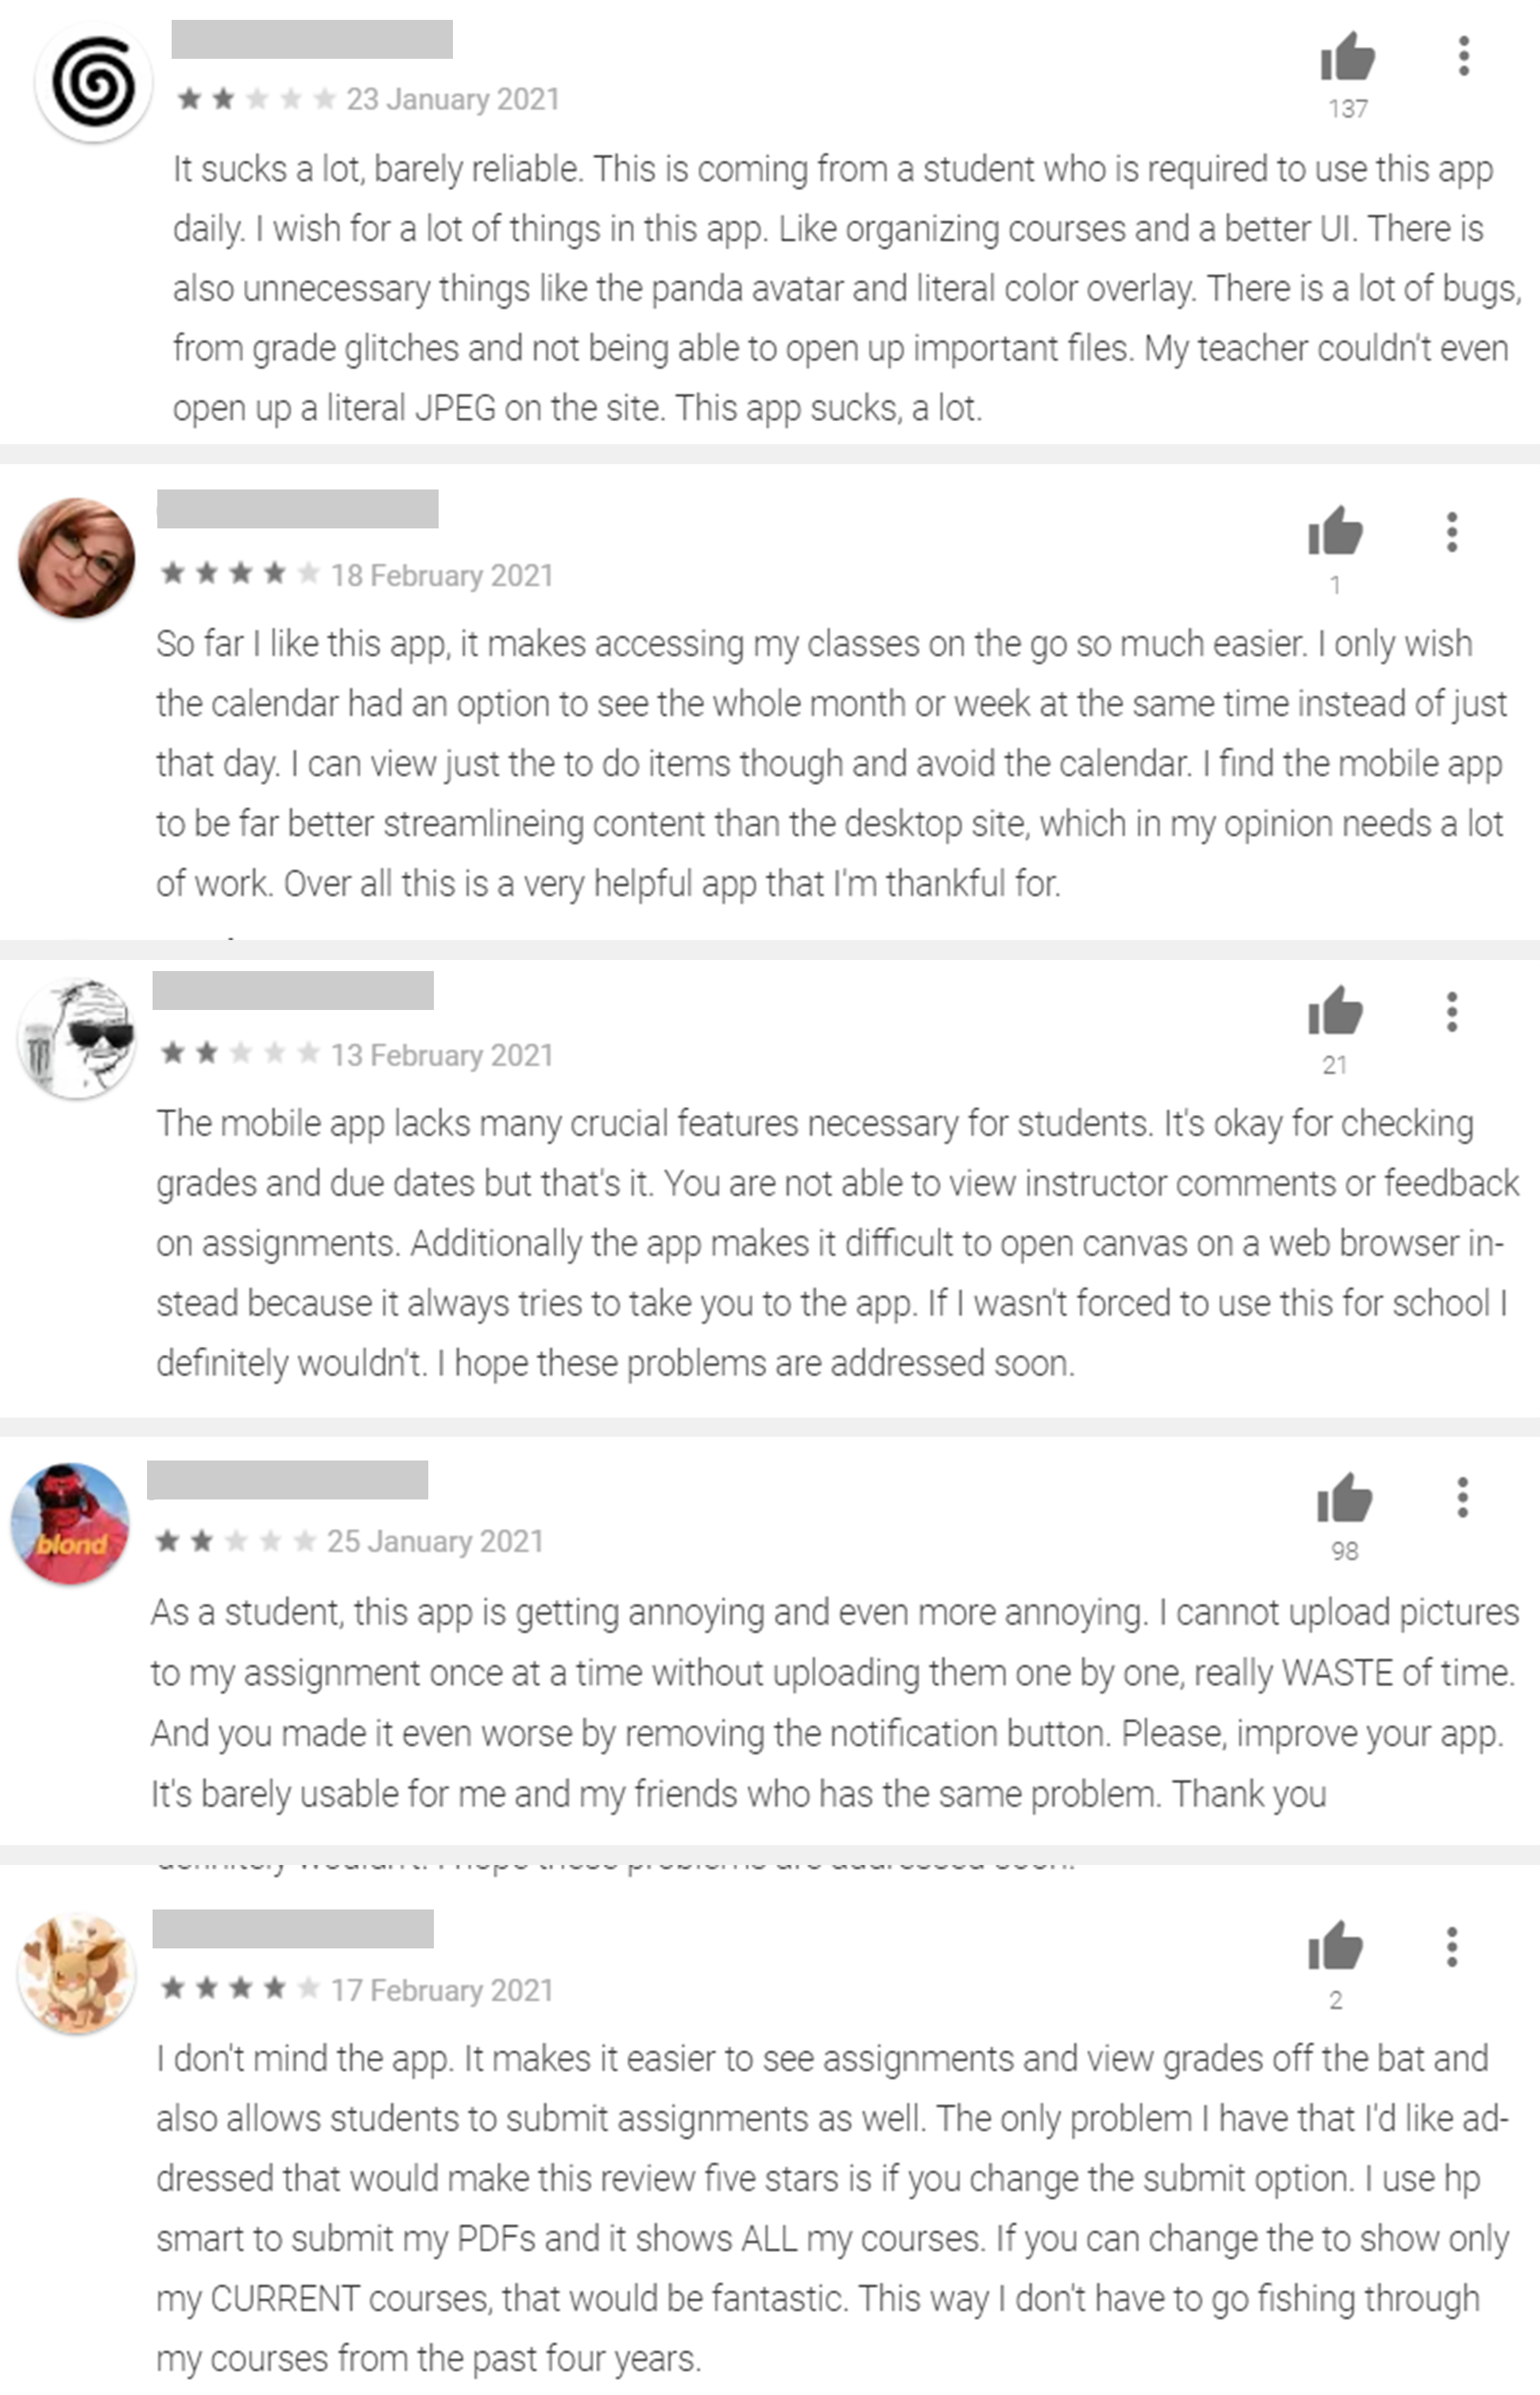 23 January 2021
137
It sucks a lot, barely reliable. This is coming from a student who is required to use this app
daily. I wish for a lot of things in this app. Like organizing courses and a better UI. There is
also unnecessary things like the panda avatar and literal color overlay. There is a lot of bugs,
from grade glitches and not being able to open up important files. My teacher couldn't even
open up a literal JPEG on the site. This app sucks, a lot.
18 February 2021
1
So far I like this app, it makes accessing my classes on the go so much easier. I only wish
the calendar had an option to see the whole month or week at the same time instead of just
that day. I can view just the to do items though and avoid the calendar. I find the mobile app
to be far better streamlineing content than the desktop site, which in my opinion needs a lot
of work. Over all this is a very helpful app that I'm thankful for.
13 February 2021
21
The mobile app lacks many crucial features necessary for students. It's okay for checking
grades and due dates but that's it. You are not able to view instructor comments or feedback
on assignments. Additionally the app makes it difficult to open canvas on a web browser in-
stead because it always tries to take you to the app. If I wasn't forced to use this for school I
definitely wouldn't. I hope these problems are addressed soon.
blond
25 January 2021
98
As a student, this app is getting annoying and even more annoying. I cannot upload pictures
to my assignment once at a time without uploading them one by one, really WASTE of time.
And you made it even worse by removing the notification button. Please, improve your app.
It's barely usable for me and my friends who has the same problem. Thank you
definitely wouldn't. I hope these problems are addressed soon.
17 February 2021
2
I don't mind the app. It makes it easier to see assignments and view grades off the bat and
also allows students to submit assignments as well. The only problem I have that I'd like ad-
dressed that would make this review five stars is if you change the submit option. I use hp
smart to submit my PDFs and it shows ALL my courses. If you can change the to show only
my CURRENT courses, that would be fantastic. This way I don't have to go fishing through
my courses from the past four years.